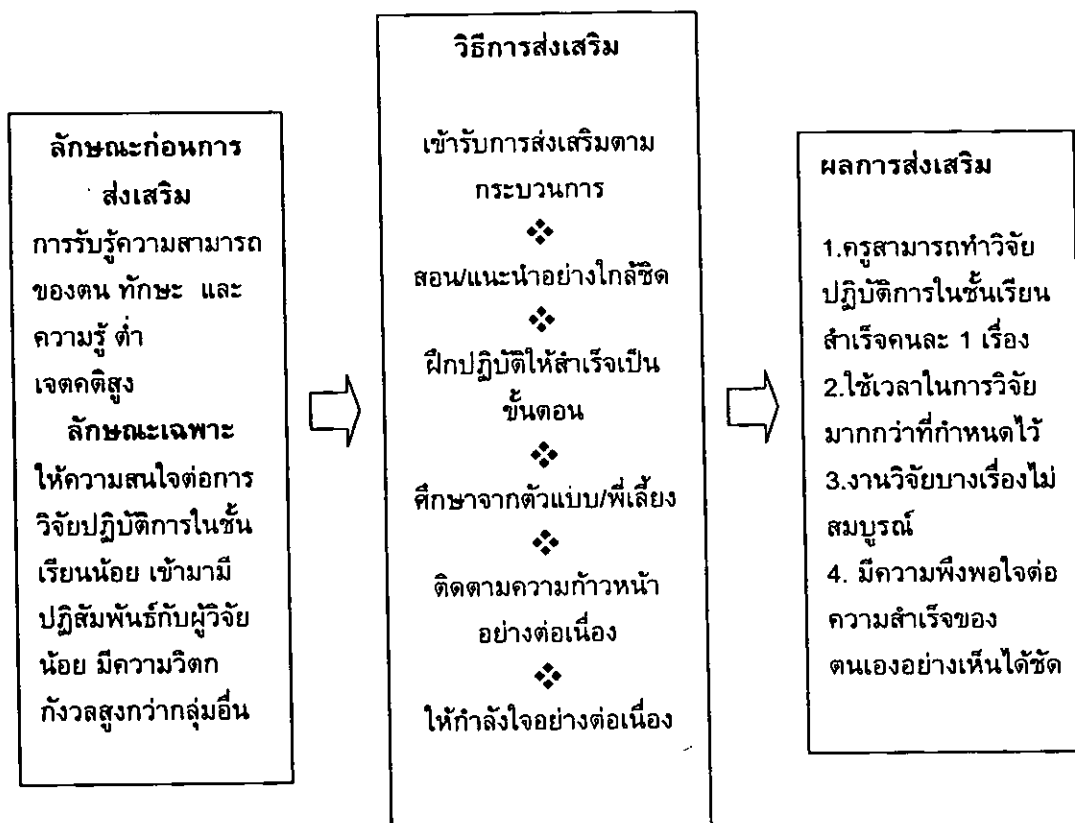 ลักษณะก่อนการ
ส่งเสริม
การรับรู้ความสามารถ
ของตน ทักษะ และ
ความรู้ ต่ำ
เจตคติสูง
ลักษณะเฉพาะ
ให้ความสนใจต่อการ
วิจัยปฏิบัติการในชั้น
เรียนน้อย เข้ามามี
ปฏิสัมพันธ์กับผู้วิจัย
น้อย มีความวิตก
กังวลสูงกว่ากลุ่มอื่น
วิธีการส่งเสริม
เข้ารับการส่งเสริมตาม
กระบวนการ
❖
สอน/แนะนำอย่างใกล้ชิด
❖
ฝึกปฏิบัติให้สำเร็จเป็น
ขั้นตอน
❖
ศึกษาจากตัวแบบ/พี่เลี้ยง
❖
ติดตามความก้าวหน้า
อย่างต่อเนื่อง
❖
ให้กำลังใจอย่างต่อเนื่อง
ผลการส่งเสริม
1.ครูสามารถทำวิจัย
ปฏิบัติการในชั้นเรียน
สำเร็จคนละ 1 เรื่อง
2.ใช้เวลาในการวิจัย
มากกว่าที่กำหนดไว้
3.งานวิจัยบางเรื่องไม่
สมบูรณ์
4. มีความพึงพอใจต่อ
ความสำเร็จของ
ตนเองอย่างเห็นได้ชัด